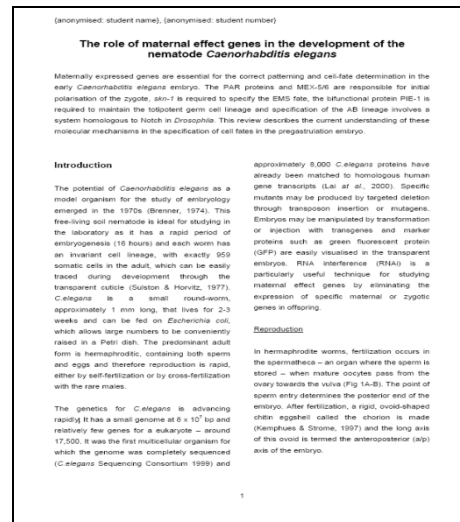 {anonymised: student name}, {anonymised: student number}
The role of maternal effect genes in the development of the
nematode Caenorhabditis elegans
Maternally expressed genes are essential for the correct patterning and cell-fate determination in the
early Caenorhabditis elegans embryo. The PAR proteins and MEX-5/6 are responsible for initial
polarisation of the zygote, skn-1 is required to specify the EMS fate, the bifunctional protein PIE-1 is
required to maintain the totipotent germ cell lineage and specification of the AB lineage involves a
system homologous to Notch in Drosophila. This review describes the current understanding of these
molecular mechanisms in the specification of cell fates in the pregastrulation embryo.
Introduction
The potential of Caenorhabditis elegans as a
model organism for the study of embryology
emerged in the 1970s (Brenner, 1974). This
free-living soil nematode is ideal for studying in
the laboratory as it has a rapid period of
embryogenesis (16 hours) and each worm has
an invariant cell lineage, with exactly 959
somatic cells in the adult, which can be easily
traced during development through the
transparent cuticle (Sulston & Horvitz, 1977).
C.elegans is a small round-worm,
approximately 1 mm long, that lives for 2-3
weeks and can be fed on Escherichia coli,
which allows large numbers to be conveniently
raised in a Petri dish. The predominant adult
form is hermaphroditic, containing both sperm
and eggs and therefore reproduction is rapid,
either by self-fertilization or by cross-fertilization
with the rare males.
The genetics for C.elegans is advancing
rapidly. It has a small genome at 8 x 10⁷ bp and
relatively few genes for a eukaryote – around
17,500. It was the first multicellular organism for
which the genome was completely sequenced
(C.elegans Sequencing Consortium 1999) and
approximately 8,000 C.elegans proteins have
already been matched to homologous human
gene transcripts (Lai at al., 2000). Specific
mutants may be produced by targeted deletion
through transposon insertion or mutagens.
Embryos may be manipulated by transformation
or injection with transgenes and marker
proteins such as green fluorescent protein
(GFP) are easily visualised in the transparent
embryos. RNA interference (RNAi) is a
particularly useful technique for studying
maternal effect genes by eliminating the
expression of specific maternal or zygotic
genes in offspring.
Reproduction
In hermaphrodite worms, fertilization occurs in
the spermatheca – an organ where the sperm is
stored – when mature oocytes pass from the
ovary towards the vulva (Fig 1A-B). The point of
sperm entry determines the posterior end of the
embryo. After fertilization, a rigid, ovoid-shaped
chitin eggshell called the chorion is made
(Kemphues & Strome, 1997) and the long axis
of this ovoid is termed the anteroposterior (a/p)
axis of the embryo.
1